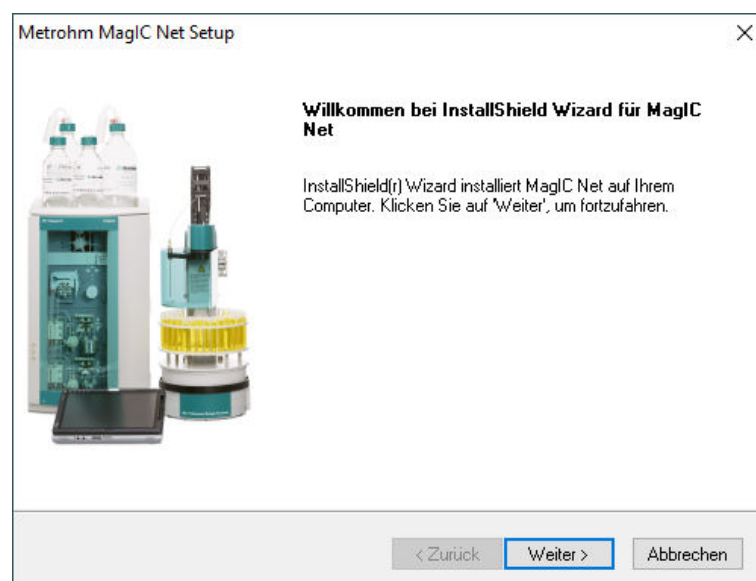 Metrohm MagIC Net Setup
Willkommen bei InstallShield Wizard für MagIC
Net
InstallShield(r) Wizard installiert MagIC Net auf Ihrem
Computer. Klicken Sie auf 'Weiter', um fortzufahren.
< Zurück
Weiter >
Abbrechen